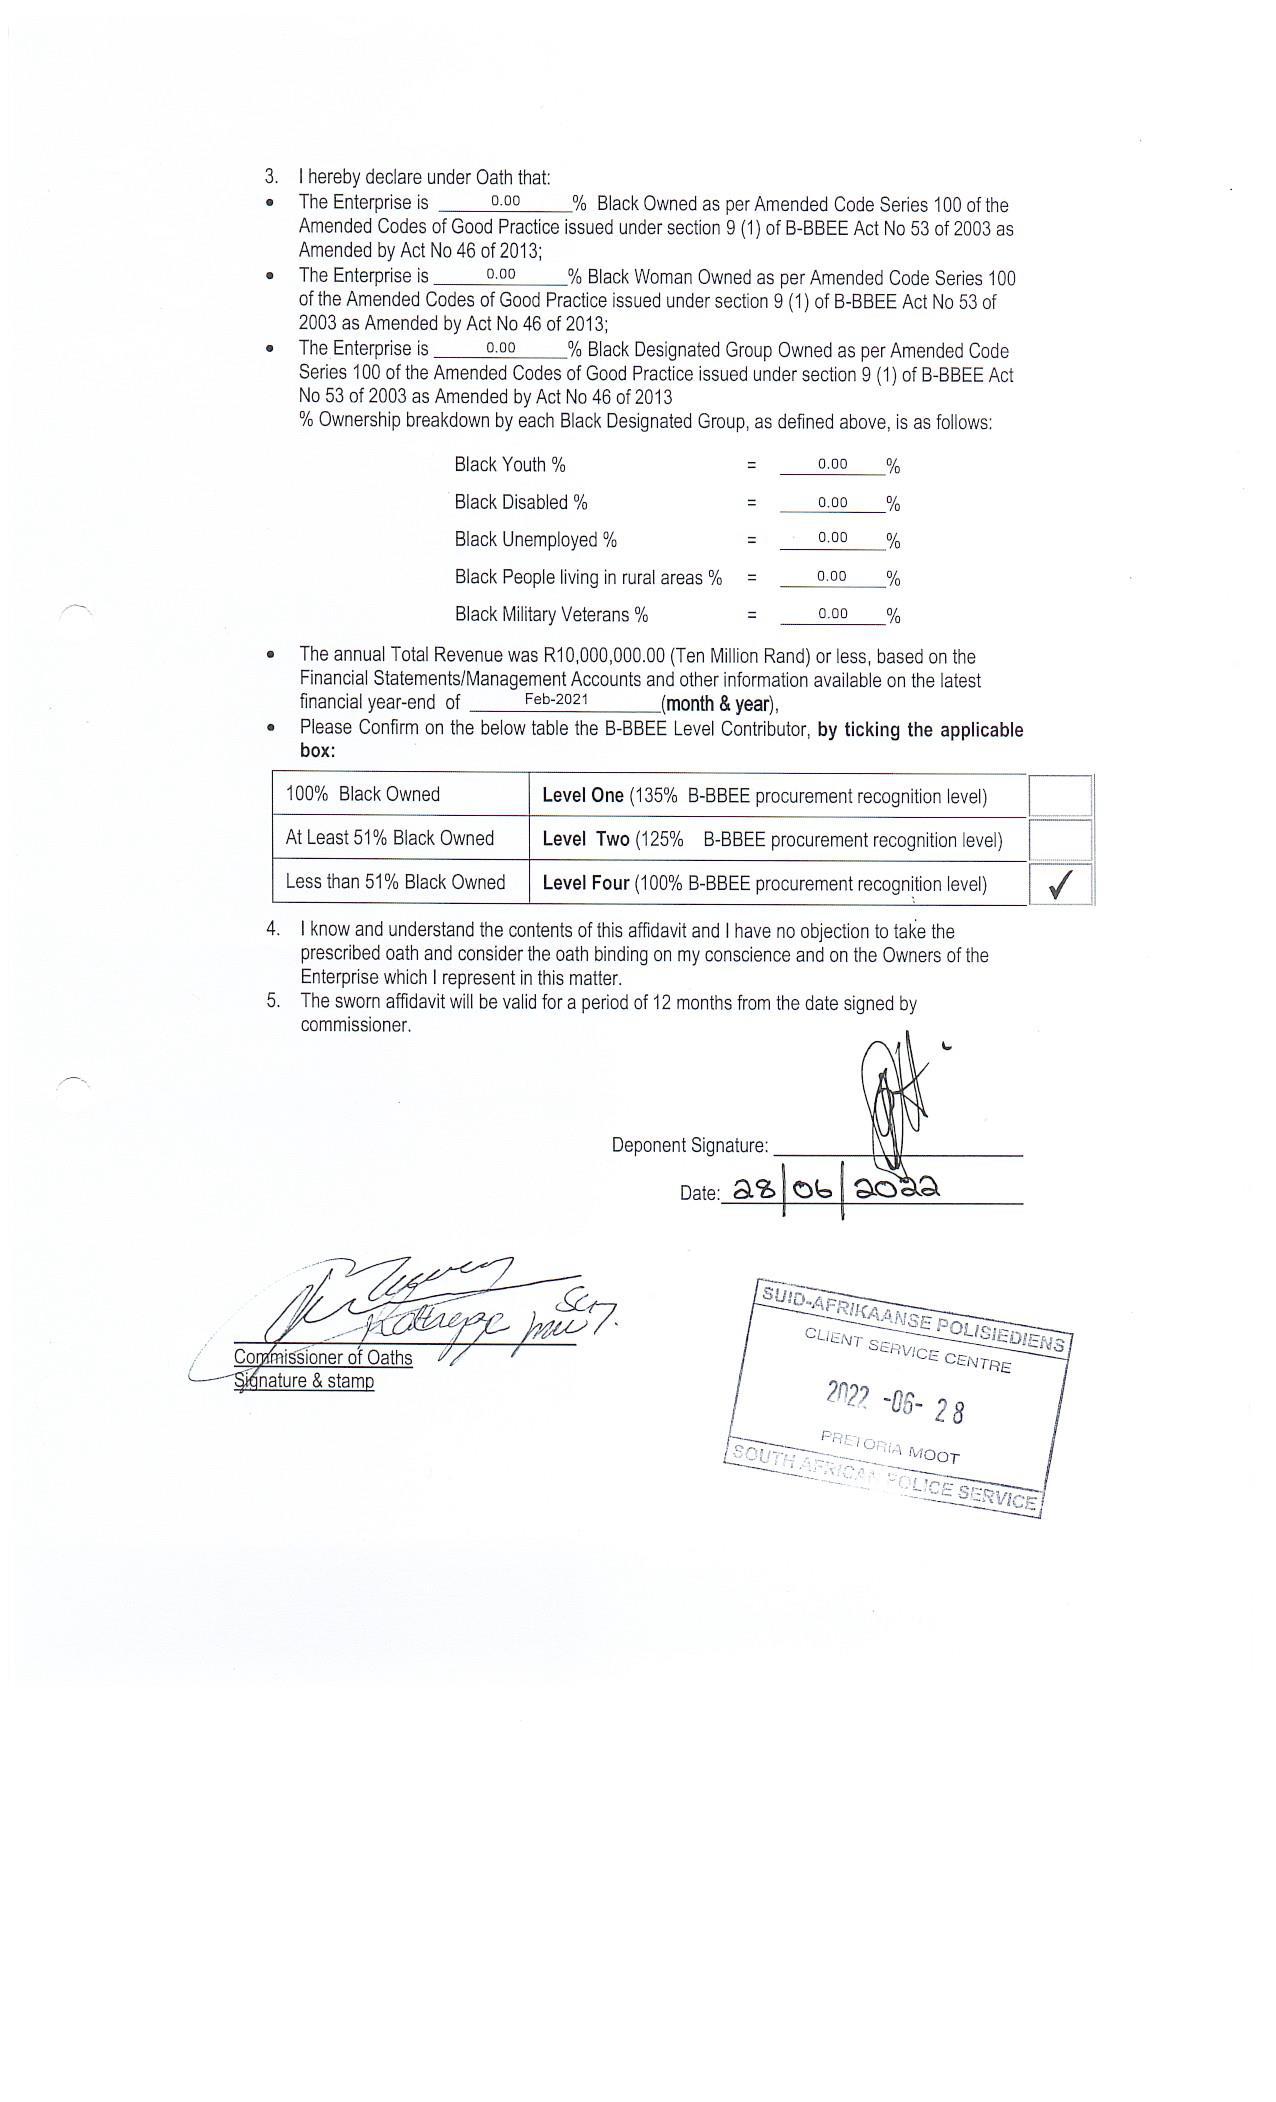 3. I hereby declare under Oath that:
• The Enterprise is 0.00 % Black Owned as per Amended Code Series 100 of the
Amended Codes of Good Practice issued under section 9 (1) of B-BBEE Act No 53 of 2003 as
Amended by Act No 46 of 2013;
• The Enterprise is 0.00 % Black Woman Owned as per Amended Code Series 100
of the Amended Codes of Good Practice issued under section 9 (1) of B-BBEE Act No 53 of
2003 as Amended by Act No 46 of 2013;
• The Enterprise is 0.00 % Black Designated Group Owned as per Amended Code
Series 100 of the Amended Codes of Good Practice issued under section 9 (1) of B-BBEE Act
No 53 of 2003 as Amended by Act No 46 of 2013
% Ownership breakdown by each Black Designated Group, as defined above, is as follows:
Black Youth % = 0.00 %
Black Disabled % = 0.00 %
Black Unemployed % = 0.00 %
Black People living in rural areas % = 0.00 %
Black Military Veterans % = 0.00 %
• The annual Total Revenue was R10,000,000.00 (Ten Million Rand) or less, based on the
Financial Statements/Management Accounts and other information available on the latest
financial year-end of Feb-2021 (month & year),
• Please Confirm on the below table the B-BBEE Level Contributor, by ticking the applicable
box:
100% Black Owned Level One (135% B-BBEE procurement recognition level)
At Least 51% Black Owned Level Two (125% B-BBEE procurement recognition level)
Less than 51% Black Owned Level Four (100% B-BBEE procurement recognition level) ✓
4. I know and understand the contents of this affidavit and I have no objection to take the
prescribed oath and consider the oath binding on my conscience and on the Owners of the
Enterprise which I represent in this matter.
5. The sworn affidavit will be valid for a period of 12 months from the date signed by
commissioner.
Deponent Signature:
Date: 28/06/2022
Commissioner of Oaths
Signature & stamp
SUID-AFRIKAANSE POLISIEDIENS
CLIENT SERVICE CENTRE
2022 -06- 28
PRETORIA MOOT
SOUTH AFRICAN POLICE SERVICE